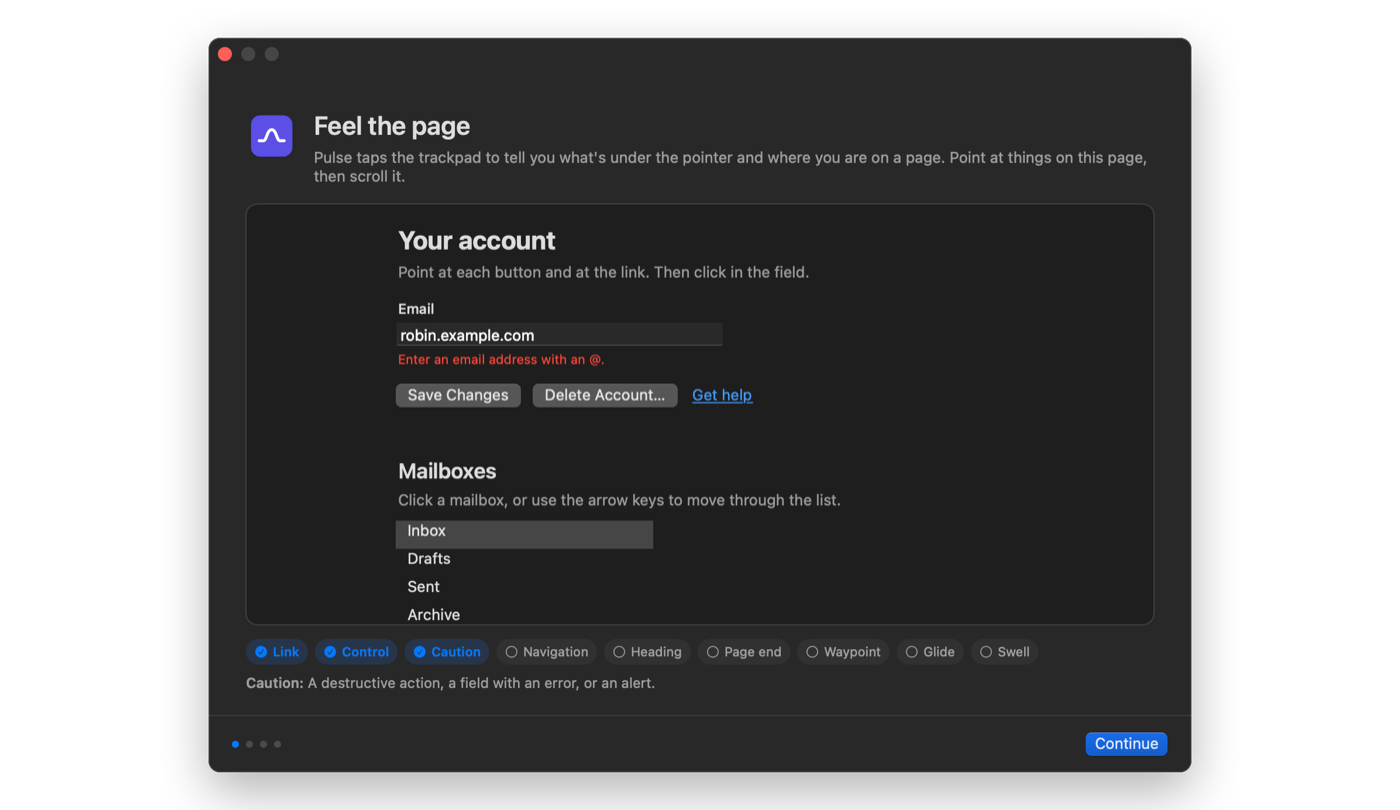 Feel the page
Pulse taps the trackpad to tell you what's under the pointer and where you are on a page. Point at things on this page,
then scroll it.
Your account
Point at each button and at the link. Then click in the field.
Email
robin.example.com
Enter an email address with an @.
Save Changes Delete Account... Get help
Mailboxes
Click a mailbox, or use the arrow keys to move through the list.
Inbox
Drafts
Sent
Archive
Link Control Caution Navigation Heading Page end Waypoint Glide Swell
Caution: A destructive action, a field with an error, or an alert.
Continue